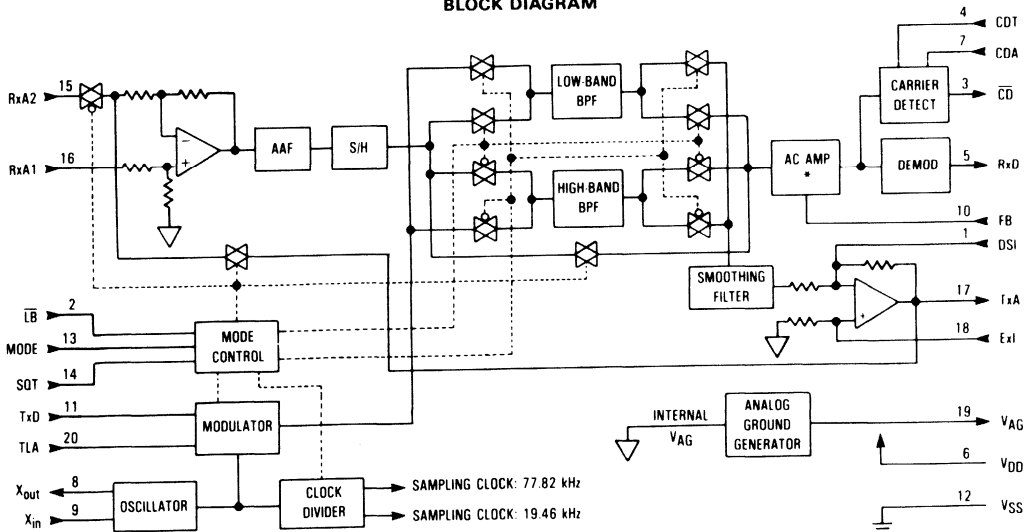 BLOCK DIAGRAM
4
CDT
7
CDA
CARRIER
DETECT
3
CD
RxA2
15
RxA1
16
−
+
AAF
S/H
LOW-BAND
BPF
HIGH-BAND
BPF
AC AMP
*
DEMOD
5
RxD
10
FB
1
DSI
SMOOTHING
FILTER
+
17
TxA
18
ExI
LB
2
MODE
13
SQT
14
MODE
CONTROL
TxD
11
TLA
20
MODULATOR
INTERNAL
VAG
ANALOG
GROUND
GENERATOR
19
VAG
6
VDD
12
VSS
Xout
8
Xin
9
OSCILLATOR
CLOCK
DIVIDER
SAMPLING CLOCK: 77.82 kHz
SAMPLING CLOCK: 19.46 kHz